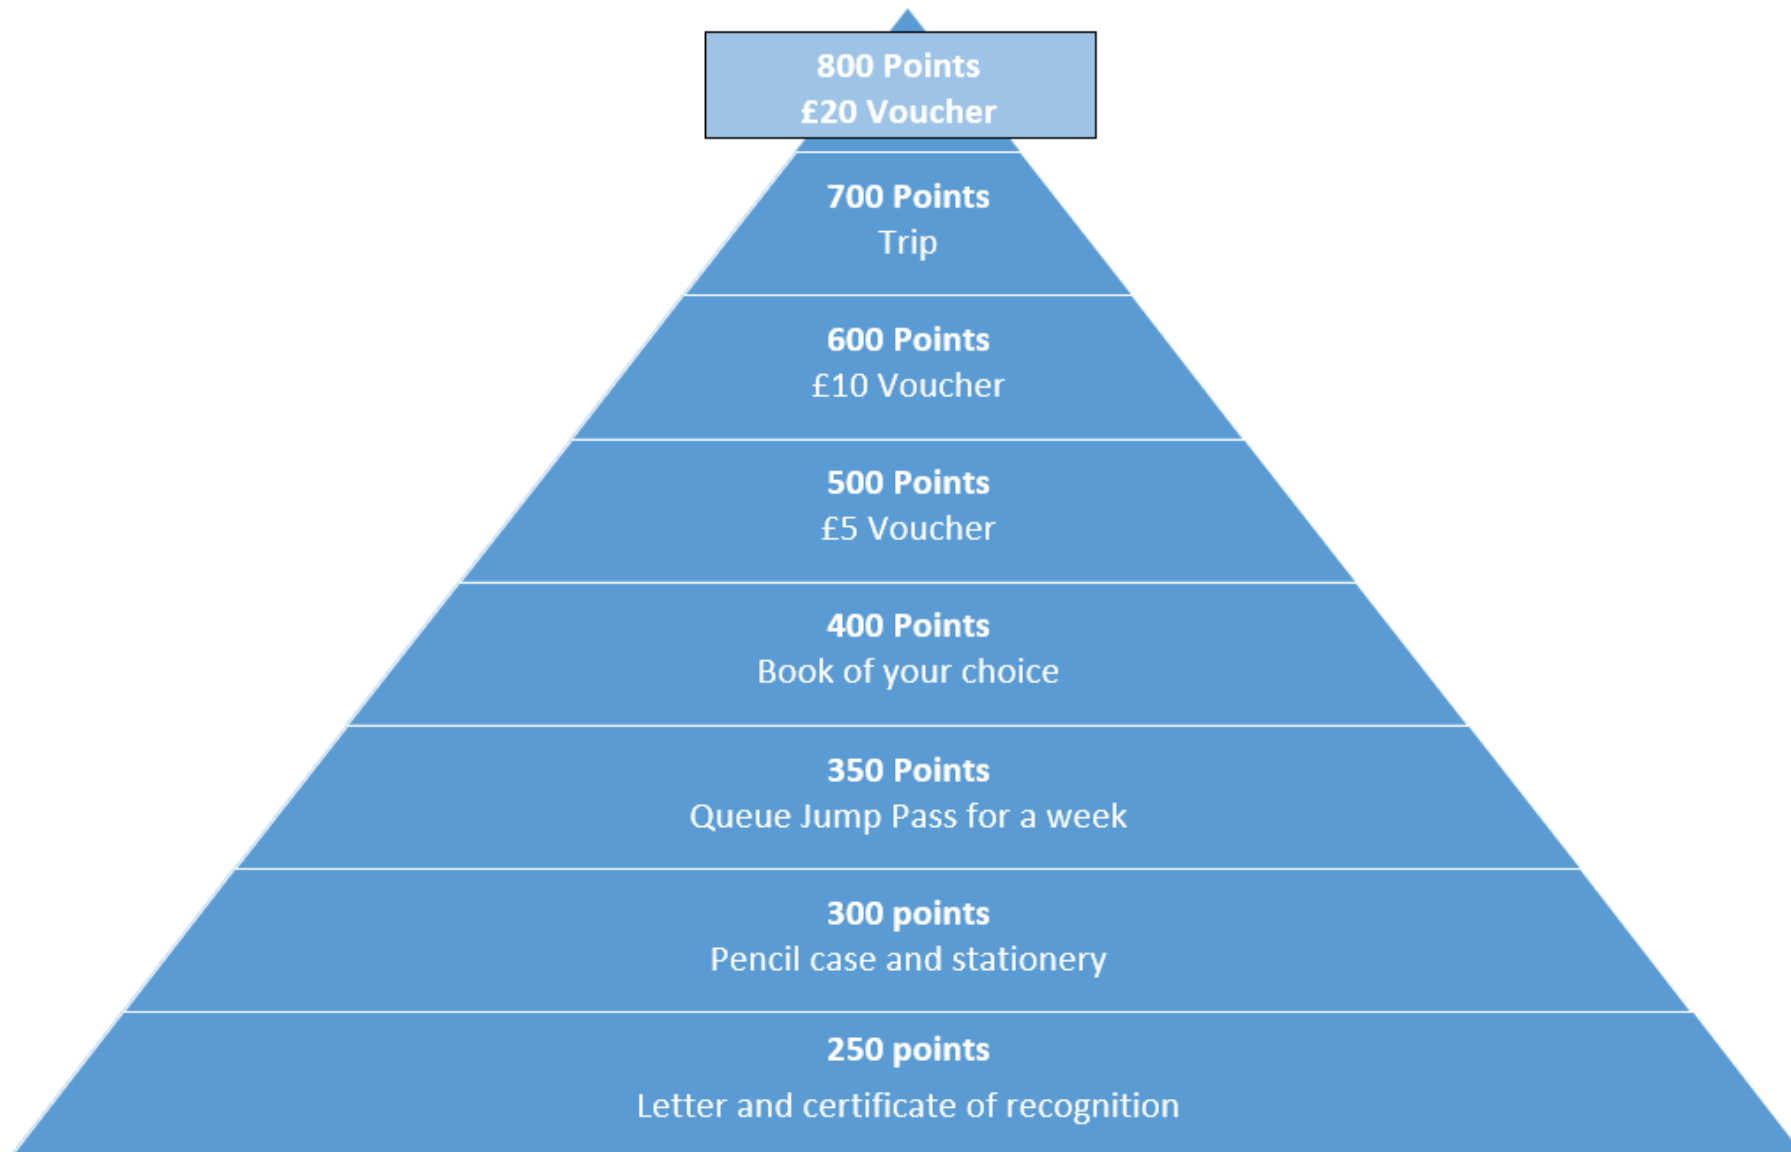 800 Points
£20 Voucher
700 Points
Trip
600 Points
£10 Voucher
500 Points
£5 Voucher
400 Points
Book of your choice
350 Points
Queue Jump Pass for a week
300 points
Pencil case and stationery
250 points
Letter and certificate of recognition